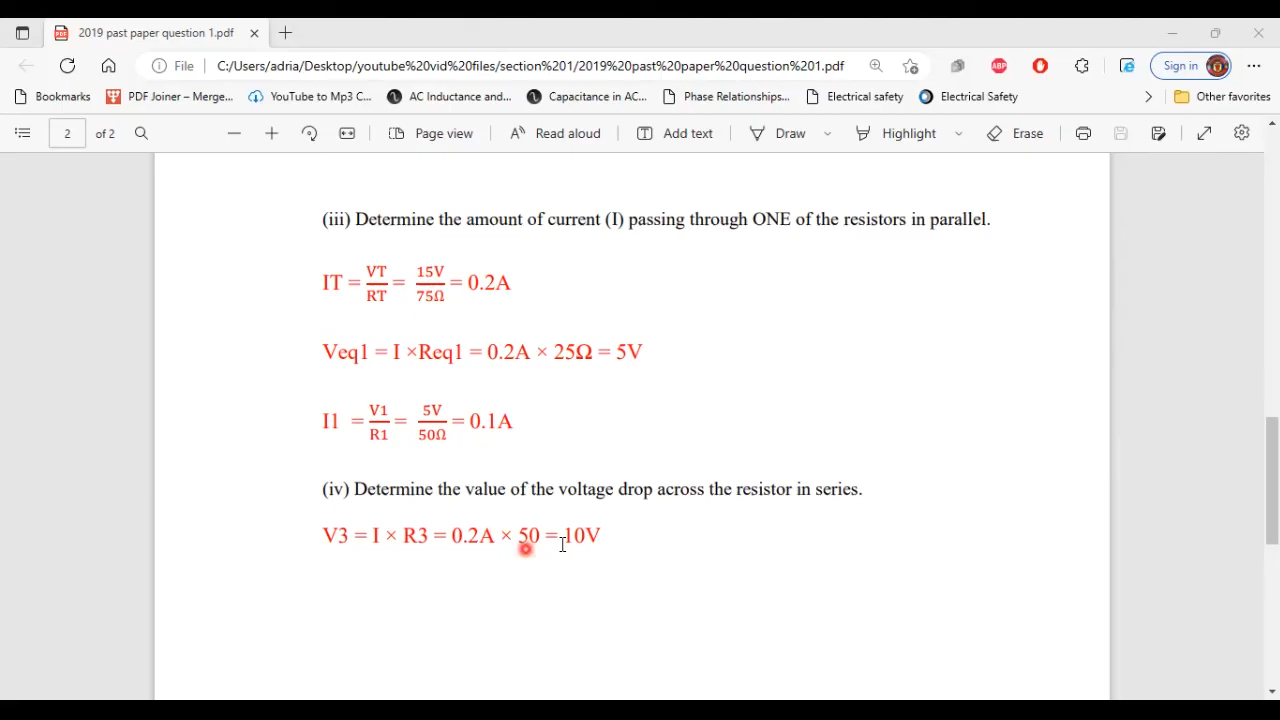 2019 past paper question 1.pdf
File C:/Users/adria/Desktop/youtube%20vid%20files/section%201/2019%20past%20paper%20question%201.pdf
ABP
Sign in
Bookmarks PDF Joiner – Merge... YouTube to Mp3 C... AC Inductance and... Capacitance in AC... Phase Relationships... Electrical safety Electrical Safety Other favorites
2 of 2 Page view Read aloud Add text Draw Highlight Erase
(iii) Determine the amount of current (I) passing through ONE of the resistors in parallel.
IT = VT/RT = 15V/75Ω = 0.2A
Veq1 = I ×Req1 = 0.2A × 25Ω = 5V
I1 = V1/R1 = 5V/50Ω = 0.1A
(iv) Determine the value of the voltage drop across the resistor in series.
V3 = I × R3 = 0.2A × 50 = 10V